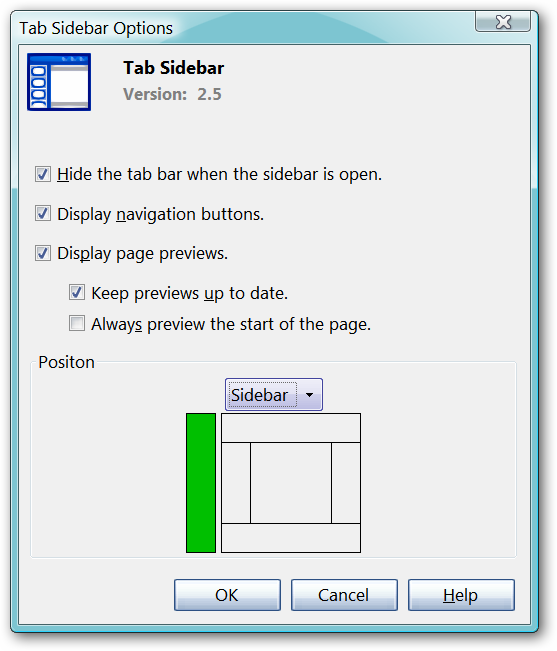 Tab Sidebar Options
Tab Sidebar
Version: 2.5
Hide the tab bar when the sidebar is open.
Display navigation buttons.
Display page previews.
Keep previews up to date.
Always preview the start of the page.
Positon
Sidebar
OK Cancel Help